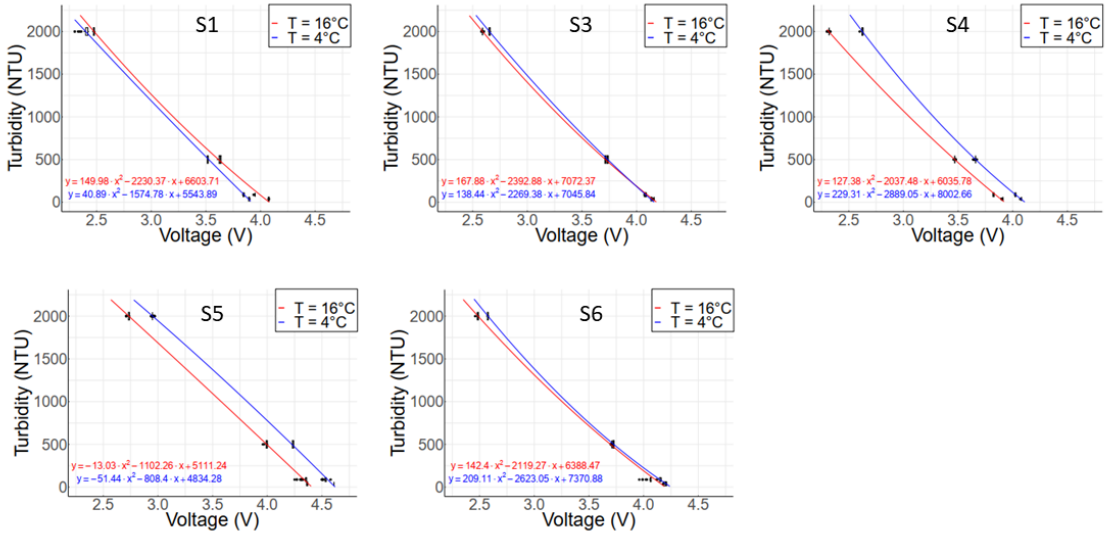 S1
T = 16°C
T = 4°C
2000
1500
1000
500
0
Turbidity (NTU)
y = 149.98 · x² − 2230.37 · x + 6603.71
y = 40.89 · x² − 1574.78 · x + 5543.89
2.5 3.0 3.5 4.0 4.5
Voltage (V)
S3
T = 16°C
T = 4°C
2000
1500
1000
500
0
Turbidity (NTU)
y = 167.88 · x² − 2392.88 · x + 7072.37
y = 138.44 · x² − 2269.38 · x + 7045.84
2.5 3.0 3.5 4.0 4.5
Voltage (V)
S4
T = 16°C
T = 4°C
2000
1500
1000
500
0
Turbidity (NTU)
y = 127.38 · x² − 2037.48 · x + 6035.78
y = 229.31 · x² − 2889.05 · x + 8002.66
2.5 3.0 3.5 4.0 4.5
Voltage (V)
S5
T = 16°C
T = 4°C
2000
1500
1000
500
0
Turbidity (NTU)
y = −13.03 · x² − 1102.26 · x + 5111.24
y = −51.44 · x² − 808.4 · x + 4834.28
2.5 3.0 3.5 4.0 4.5
Voltage (V)
S6
T = 16°C
T = 4°C
2000
1500
1000
500
0
Turbidity (NTU)
y = 142.4 · x² − 2119.27 · x + 6388.47
y = 209.11 · x² − 2623.05 · x + 7370.88
2.5 3.0 3.5 4.0 4.5
Voltage (V)